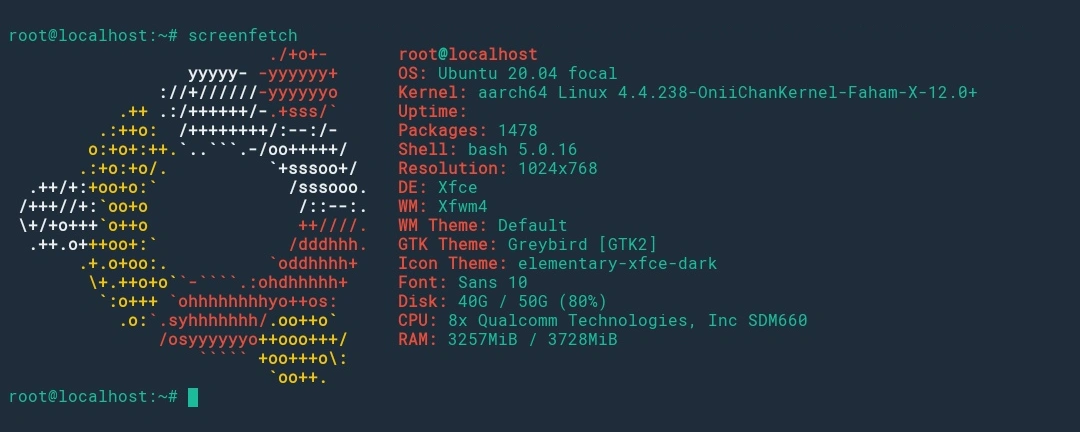 root@localhost:~# screenfetch
                          ./+o+-       root@localhost
                  yyyyy- -yyyyyy+      OS: Ubuntu 20.04 focal
               ://+//////-yyyyyyo      Kernel: aarch64 Linux 4.4.238-OniiChanKernel-Faham-X-12.0+
           .++ .:/++++++/-.+sss/`      Uptime:
         .:++o:  /++++++++/:--:/-      Packages: 1478
        o:+o+:++.`..```.-/oo+++++/     Shell: bash 5.0.16
       .:+o:+o/.          `+sssoo+/    Resolution: 1024x768
  .++/+:+oo+o:`             /sssooo.   DE: Xfce
 /+++//+:`oo+o               /::--:.   WM: Xfwm4
 \+/+o+++`o++o               ++////.   WM Theme: Default
  .++.o+++oo+:`             /dddhhh.   GTK Theme: Greybird [GTK2]
       .+.o+oo:.          `oddhhhh+    Icon Theme: elementary-xfce-dark
        \+.++o+o``-````.:ohdhhhhh+     Font: Sans 10
         `:o+++ `ohhhhhhhhyo++os:      Disk: 40G / 50G (80%)
           .o:`.syhhhhhhh/.oo++o`      CPU: 8x Qualcomm Technologies, Inc SDM660
               /osyyyyyyo++ooo+++/     RAM: 3257MiB / 3728MiB
                   ````` +oo+++o\:
                          `oo++.
root@localhost:~#